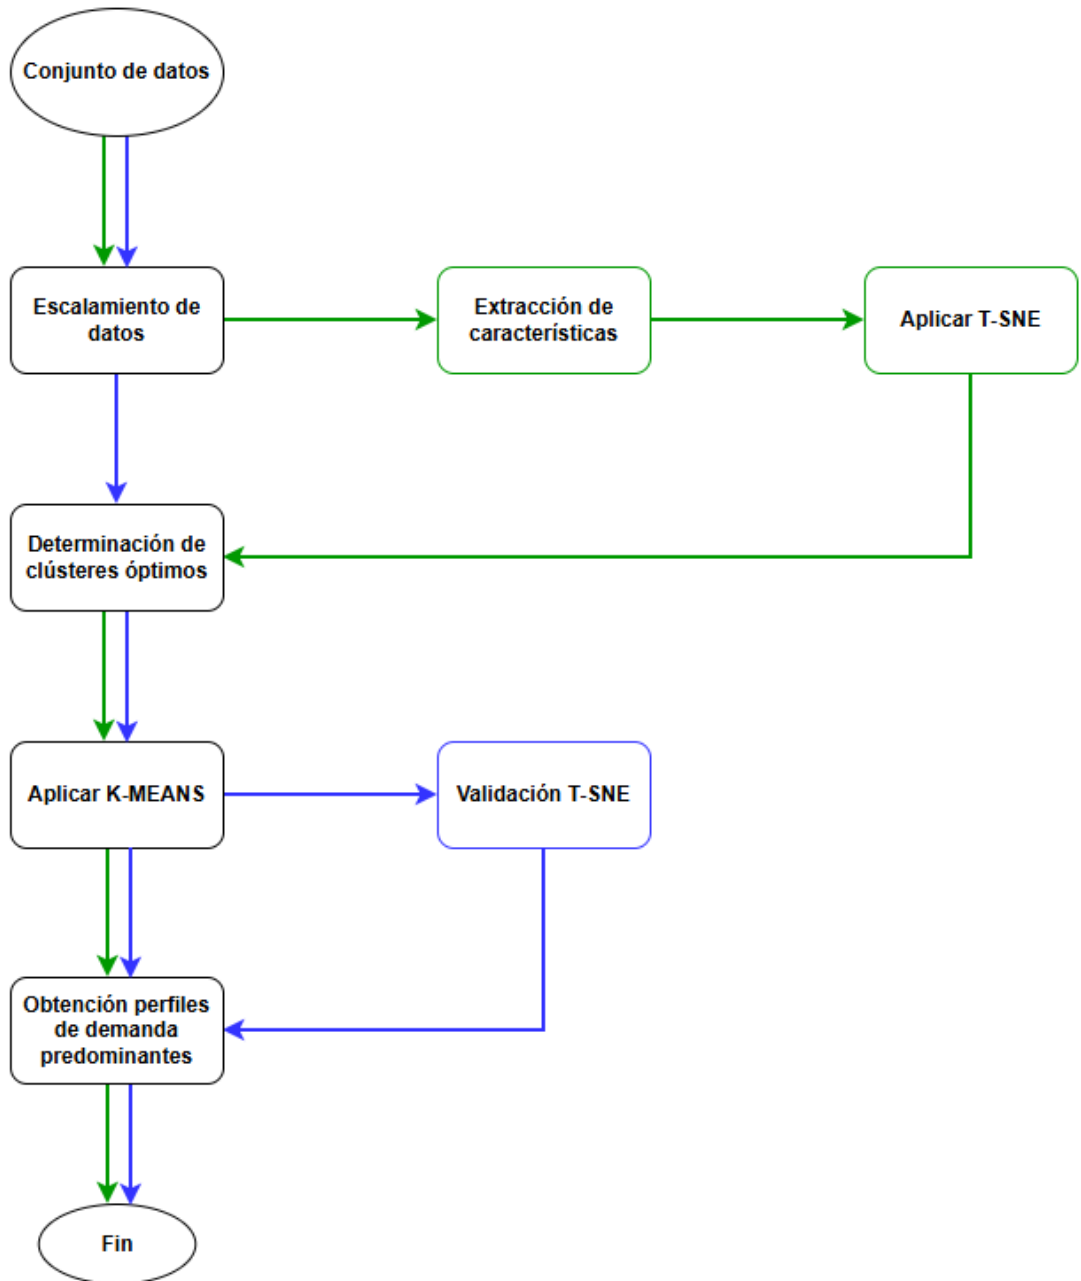 Conjunto de datos
Escalamiento de
datos
Extracción de
característícas
Aplicar T-SNE
Determinación de
clústeres óptimos
Aplicar K-MEANS
Validación T-SNE
Obtención perfiles
de demanda
predominantes
Fin